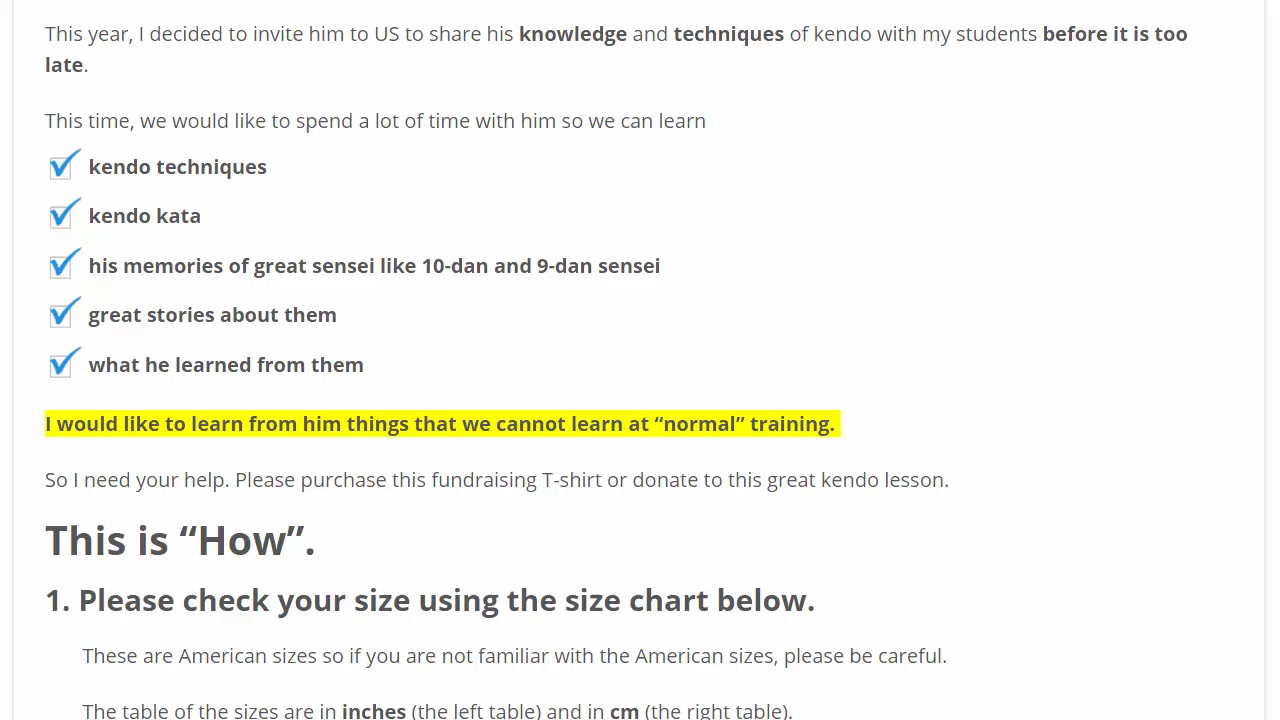 This year, I decided to invite him to US to share his knowledge and techniques of kendo with my students before it is too
late.
This time, we would like to spend a lot of time with him so we can learn
kendo techniques
kendo kata
his memories of great sensei like 10-dan and 9-dan sensei
great stories about them
what he learned from them
I would like to learn from him things that we cannot learn at “normal” training.
So I need your help. Please purchase this fundraising T-shirt or donate to this great kendo lesson.
This is “How”.
1. Please check your size using the size chart below.
These are American sizes so if you are not familiar with the American sizes, please be careful.
The table of the sizes are in inches (the left table) and in cm (the right table).